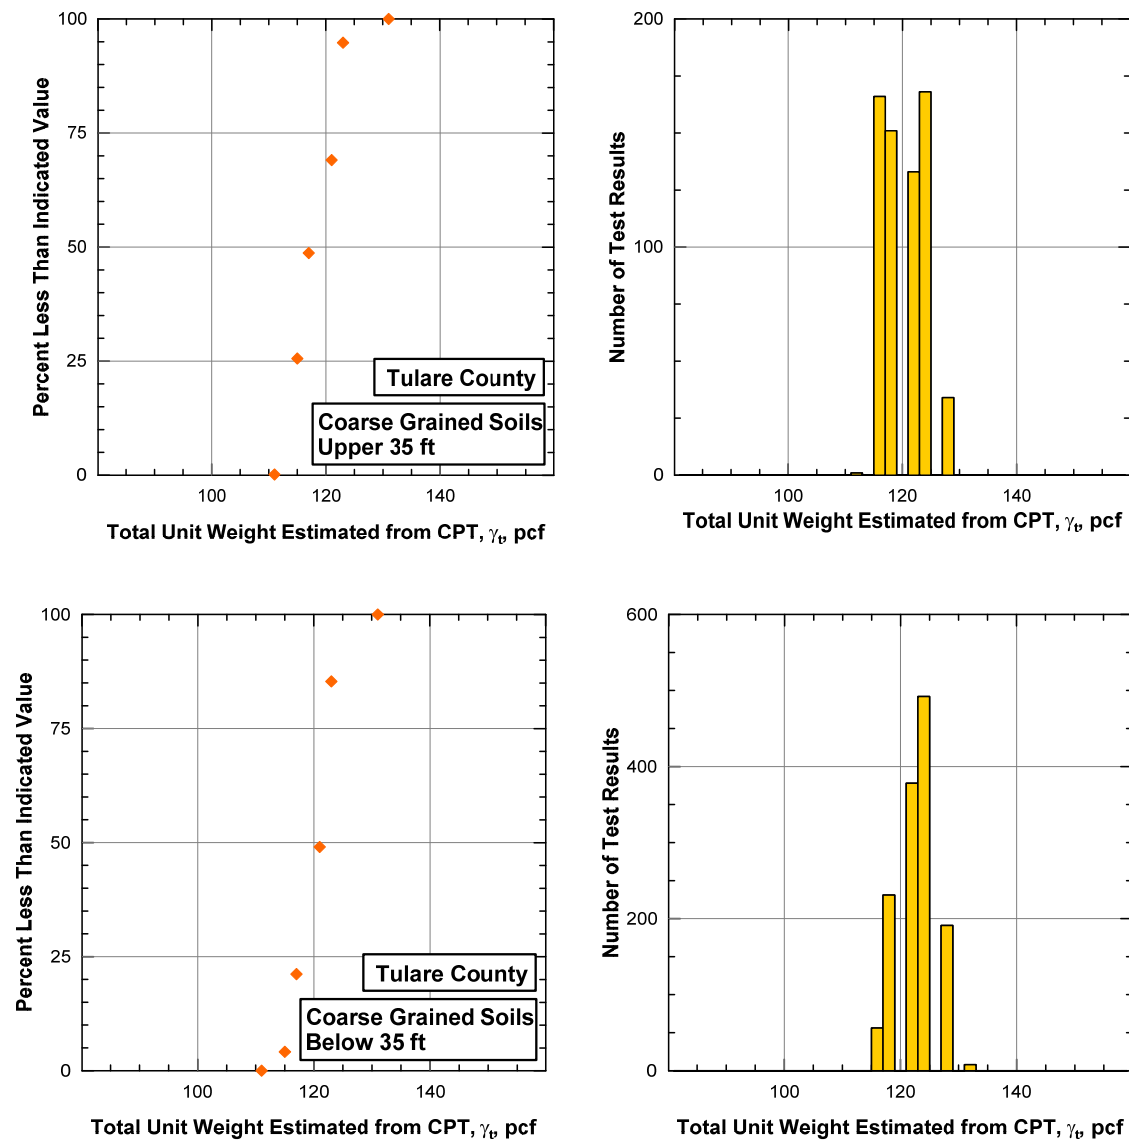 100
75
50
25
0
100
120
140
Percent Less Than Indicated Value
Tulare County
Coarse Grained Soils
Upper 35 ft
Total Unit Weight Estimated from CPT, γt, pcf
200
100
0
100
120
140
Number of Test Results
Total Unit Weight Estimated from CPT, γt, pcf
100
75
50
25
0
100
120
140
Percent Less Than Indicated Value
Tulare County
Coarse Grained Soils
Below 35 ft
Total Unit Weight Estimated from CPT, γt, pcf
600
400
200
0
100
120
140
Number of Test Results
Total Unit Weight Estimated from CPT, γt, pcf